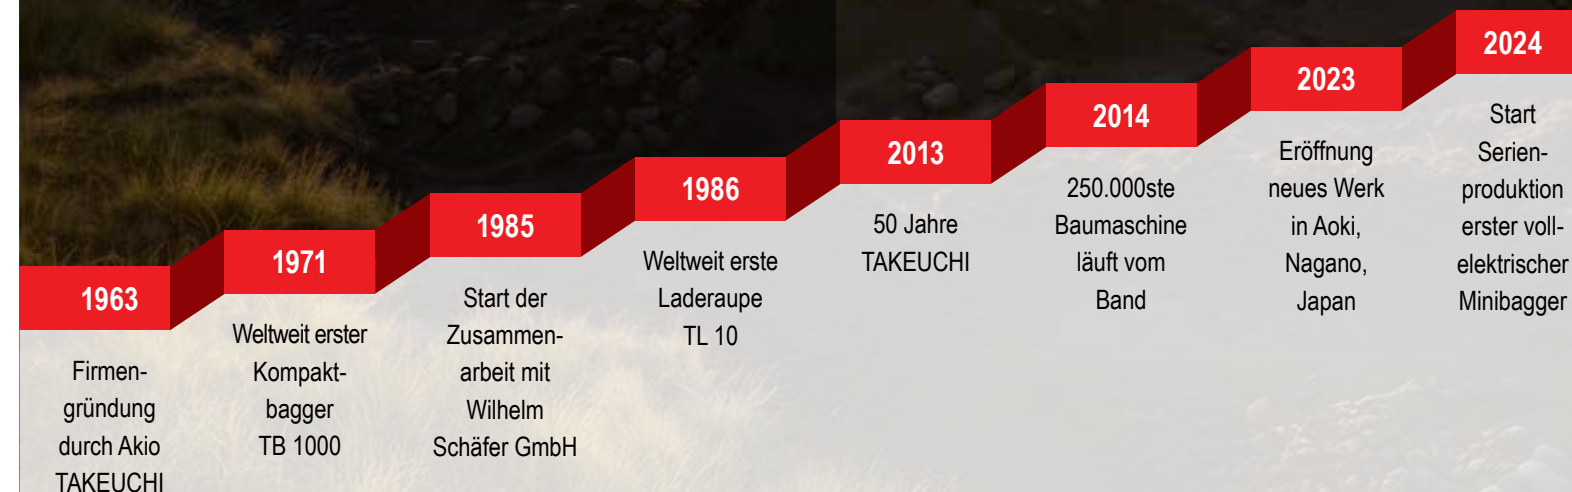 1963
Firmen-
gründung
durch Akio
TAKEUCHI
1971
Weltweit erster
Kompakt-
bagger
TB 1000
1985
Start der
Zusammen-
arbeit mit
Wilhelm
Schäfer GmbH
1986
Weltweit erste
Laderaupe
TL 10
2013
50 Jahre
TAKEUCHI
2014
250.000ste
Baumaschine
läuft vom
Band
2023
Eröffnung
neues Werk
in Aoki,
Nagano,
Japan
2024
Start
Serien-
produktion
erster voll-
elektrischer
Minibagger